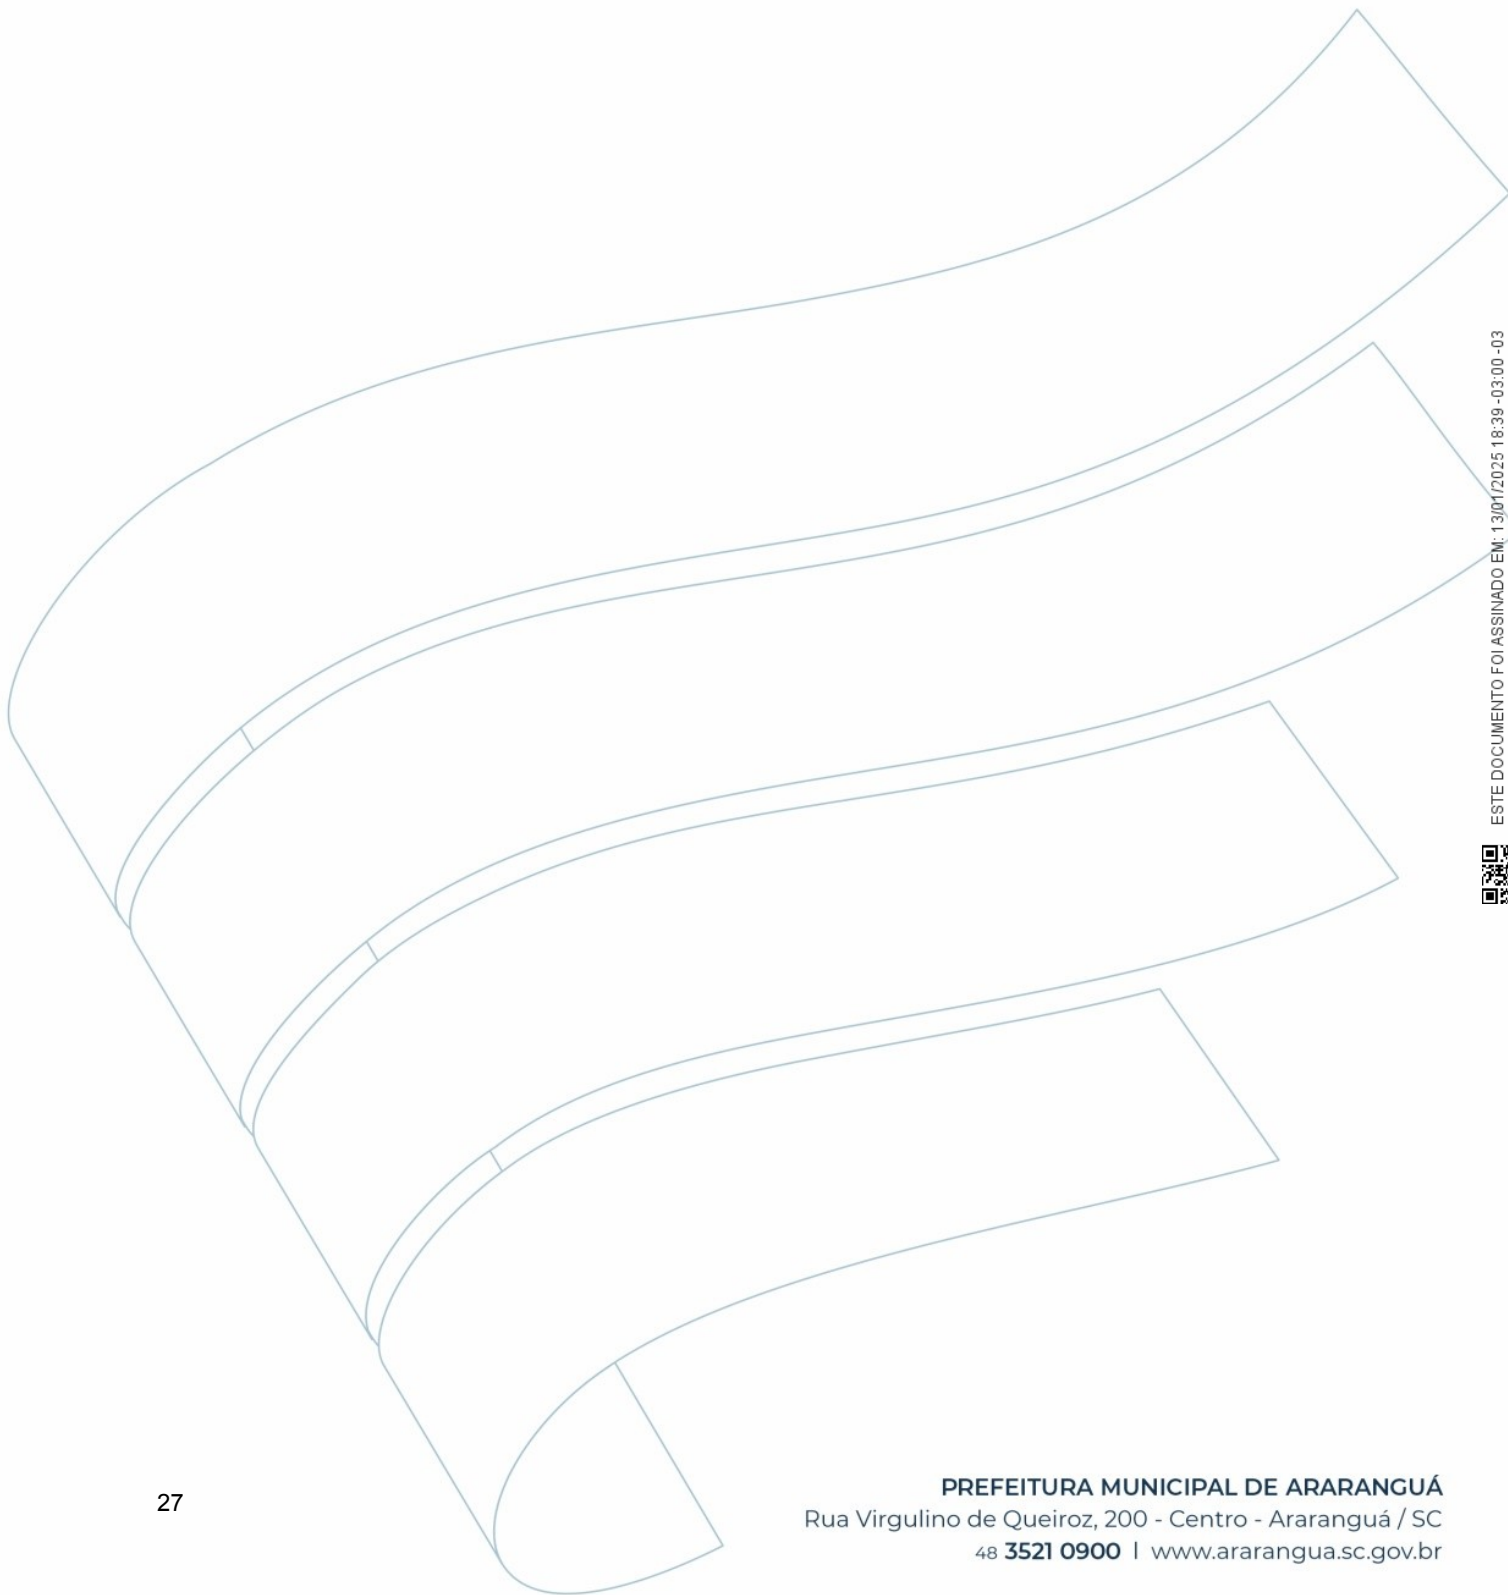 ESTE DOCUMENTO FOI ASSINADO EM: 13/01/2025 18:39 -03:00 -03
27
PREFEITURA MUNICIPAL DE ARARANGUÁ
Rua Virgulino de Queiroz, 200 - Centro - Araranguá / SC
48 3521 0900 | www.ararangua.sc.gov.br